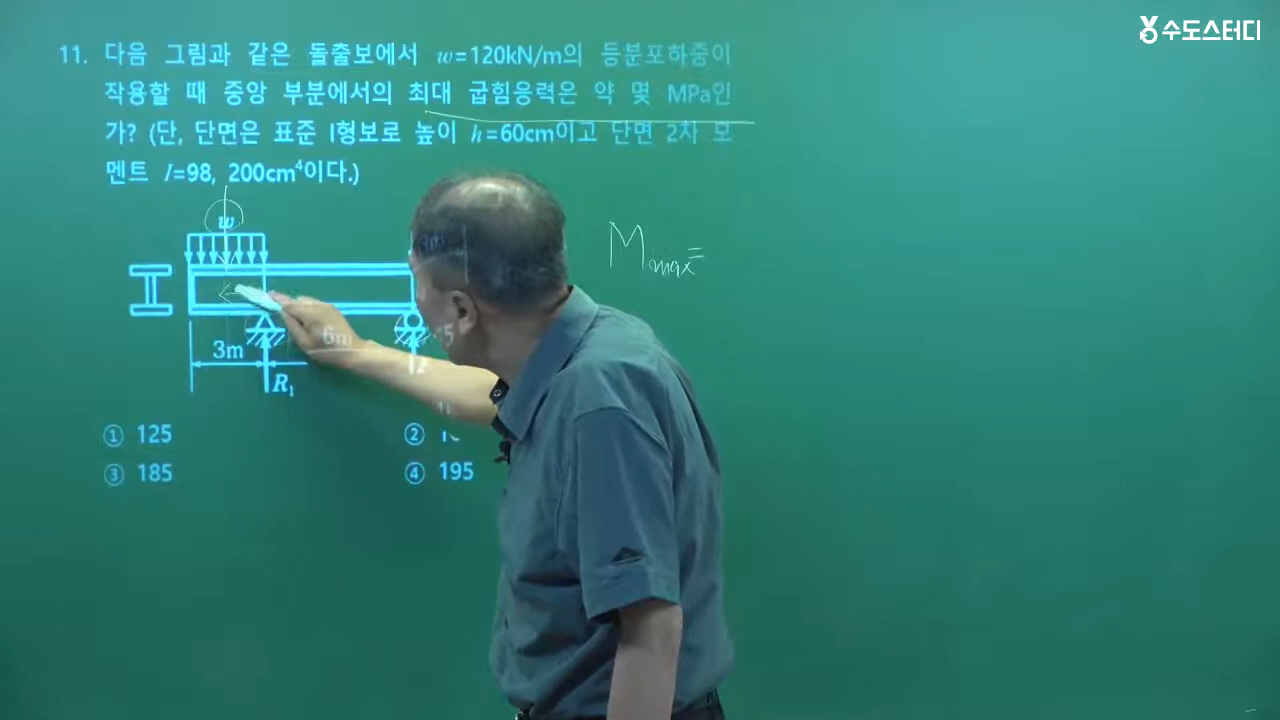 수도스터디
11. 다음 그림과 같은 돌출보에서 w=120kN/m의 등분포하중이
작용할 때 중앙 부분에서의 최대 굽힘응력은 약 몇 MPa인
가? (단, 단면은 표준 I형보로 높이 h=60cm이고 단면 2차 모
멘트 I=98, 200cm⁴이다.)
w
M max =
6m
3m
R₁
① 125
②
③ 185
④ 195